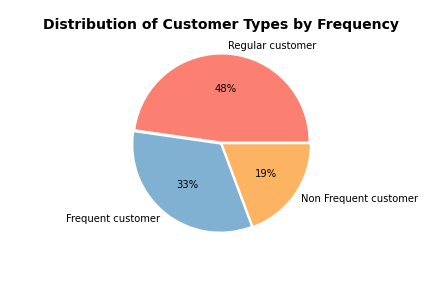 Distribution of Customer Types by Frequency
Regular customer
48%
33%
19%
Frequent customer
Non Frequent customer